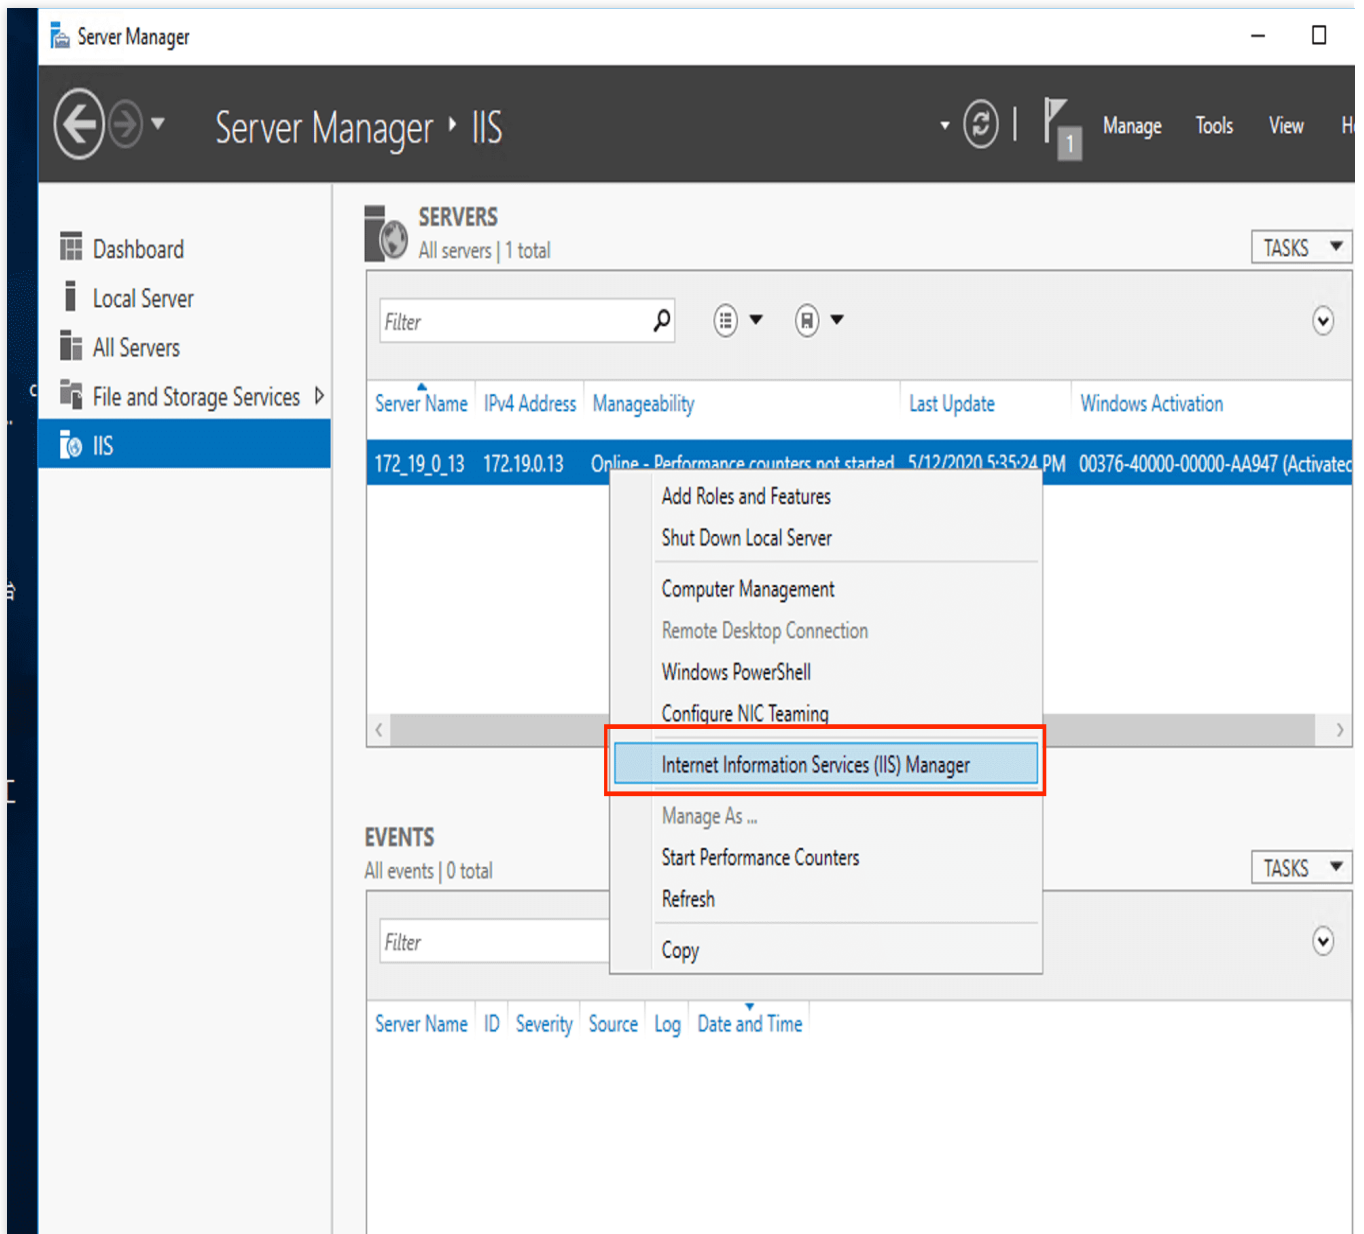 Server Manager
Server Manager IIS
1
Manage Tools View
Dashboard
Local Server
All Servers
File and Storage Services
IIS
SERVERS
All servers | 1 total
TASKS
Filter
Server Name IPv4 Address Manageability Last Update Windows Activation
172_19_0_13 172.19.0.13 Online - Performance counters not started 5/12/2020 5:35:24 PM 00376-40000-00000-AA947 (Activated
Add Roles and Features
Shut Down Local Server
Computer Management
Remote Desktop Connection
Windows PowerShell
Configure NIC Teaming
Internet Information Services (IIS) Manager
Manage As ...
Start Performance Counters
Refresh
Copy
EVENTS
All events | 0 total
TASKS
Filter
Server Name ID Severity Source Log Date and Time